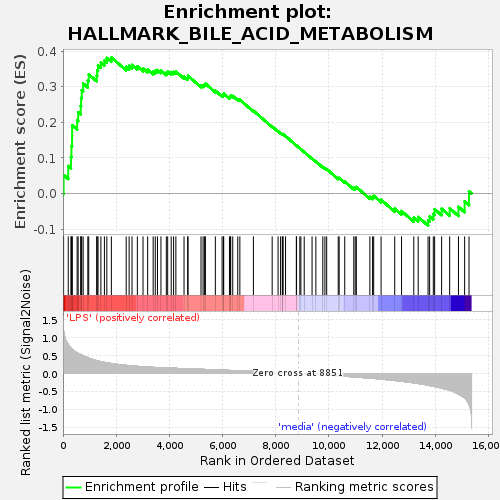 Enrichment plot:
HALLMARK_BILE_ACID_METABOLISM
Enrichment score (ES)
0.4
0.3
0.2
0.1
0.0
-0.1
'LPS' (positively correlated)
Ranked list metric (Signal2Noise)
1.5
1.0
0.5
0.0
-0.5
-1.0
-1.5
Zero cross at 8851
'media' (negatively correlated)
0 2,000 4,000 6,000 8,000 10,000 12,000 14,000 16,000
Rank in Ordered Dataset
Enrichment profile Hits Ranking metric scores